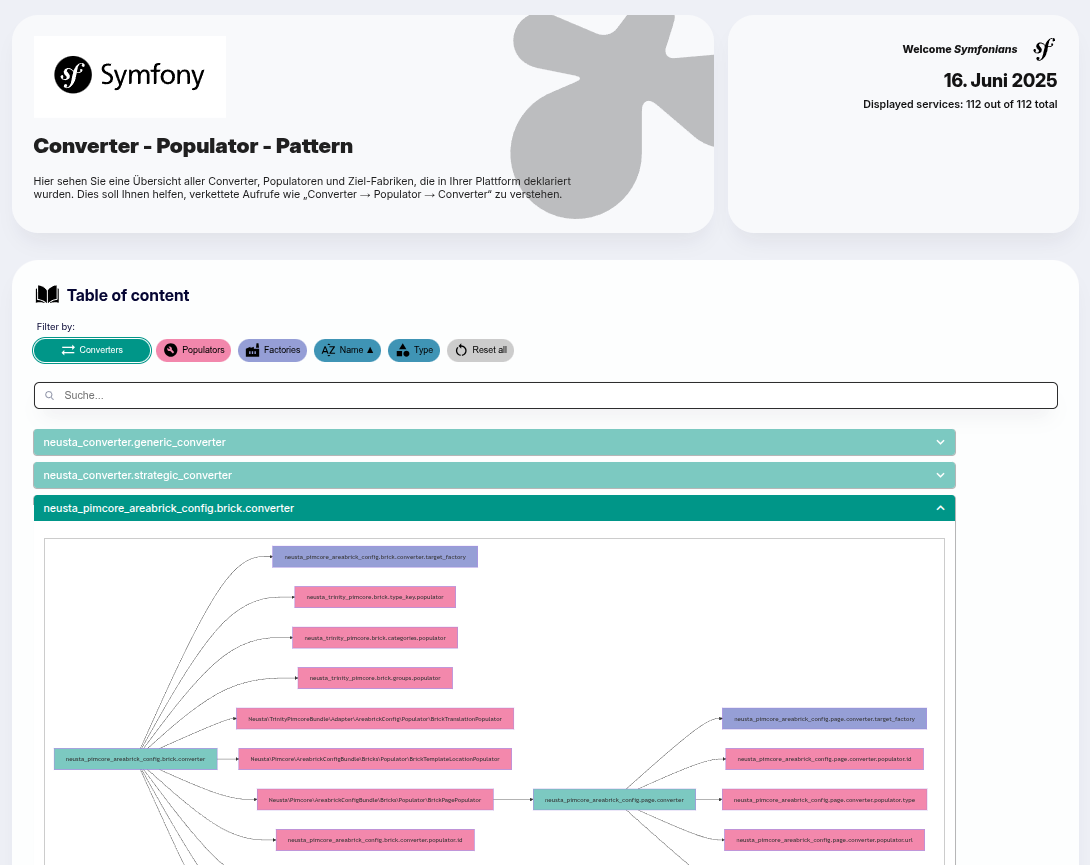 Symfony
Converter - Populator - Pattern
Hier sehen Sie eine Übersicht aller Converter, Populatoren und Ziel-Fabriken, die in Ihrer Plattform deklariert
wurden. Dies soll Ihnen helfen, verkettete Aufrufe wie „Converter → Populator → Converter“ zu verstehen.
Welcome Symfonians
16. Juni 2025
Displayed services: 112 out of 112 total
Table of content
Filter by:
Converters
Populators
Factories
Name ▲
Type
Reset all
Suche...
neusta_converter.generic_converter
neusta_converter.strategic_converter
neusta_pimcore_areabrick_config.brick.converter
neusta_pimcore_areabrick_config.brick.converter.target_factory
neusta_trinity_pimcore.brick.type_key.populator
neusta_trinity_pimcore.brick.categories.populator
neusta_trinity_pimcore.brick.groups.populator
Neusta\TrinityPimcoreBundle\Adapter\AreabrickConfig\Populator\BrickTranslationPopulator
neusta_pimcore_areabrick_config.page.converter.target_factory
neusta_pimcore_areabrick_config.brick.converter
Neusta\Pimcore\AreabrickConfigBundle\Bricks\Populator\BrickTemplateLocationPopulator
neusta_pimcore_areabrick_config.page.converter.populator.id
Neusta\Pimcore\AreabrickConfigBundle\Bricks\Populator\BrickPagePopulator
neusta_pimcore_areabrick_config.page.converter
neusta_pimcore_areabrick_config.page.converter.populator.type
neusta_pimcore_areabrick_config.brick.converter.populator.id
neusta_pimcore_areabrick_config.page.converter.populator.url